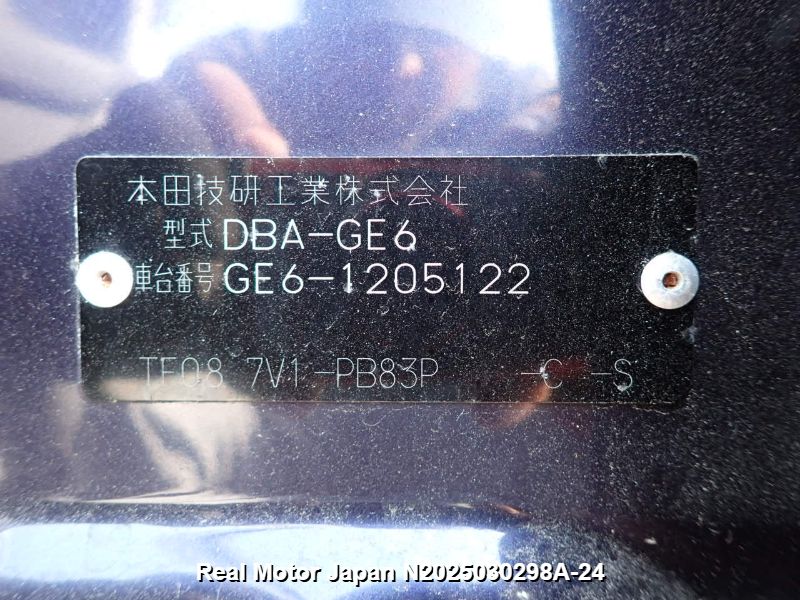 本田技研工業株式会社
型式 DBA-GE6
車台番号 GE6-1205122
TF08 7V1 -PB83P -C -S
Real Motor Japan N2025030298A-24